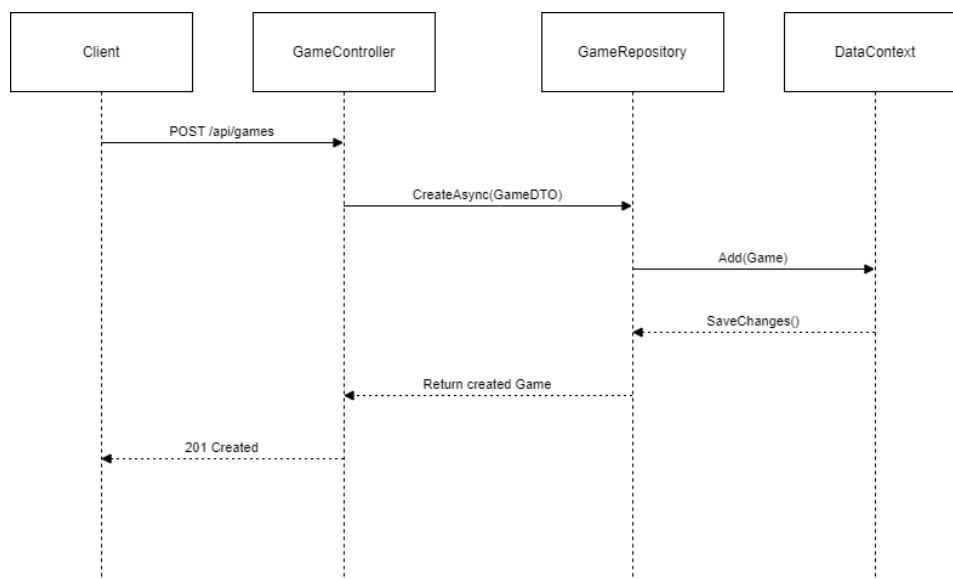 Client
GameController
GameRepository
DataContext
POST /api/games
CreateAsync(GameDTO)
Add(Game)
SaveChanges()
Return created Game
201 Created